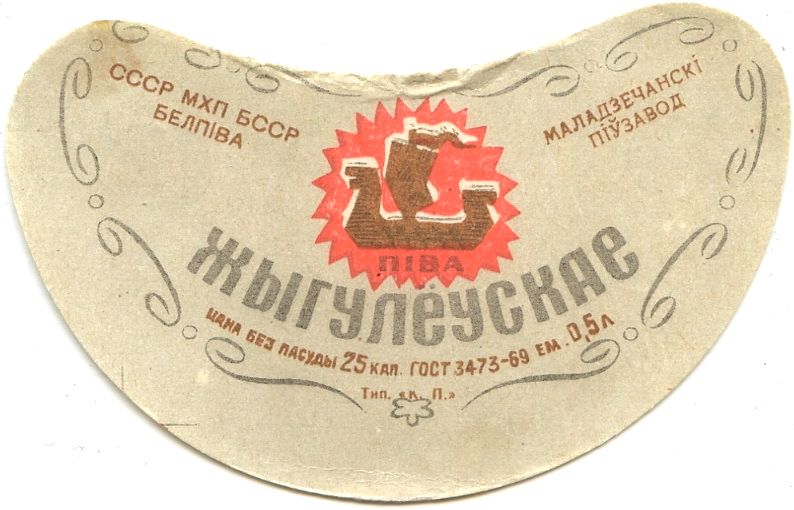 СССР МХП БССР
БЕЛПІВА
МАЛАДЗЕЧАНСКІ
ПІЎЗАВОД
ПІВА
ЖЫГУЛЁЎСКАЕ
ЦАНА БЕЗ ПАСУДЫ 25 КАП. ГОСТ 3473-69 ЕМ. 0,5 Л
Тип. «К. П.»